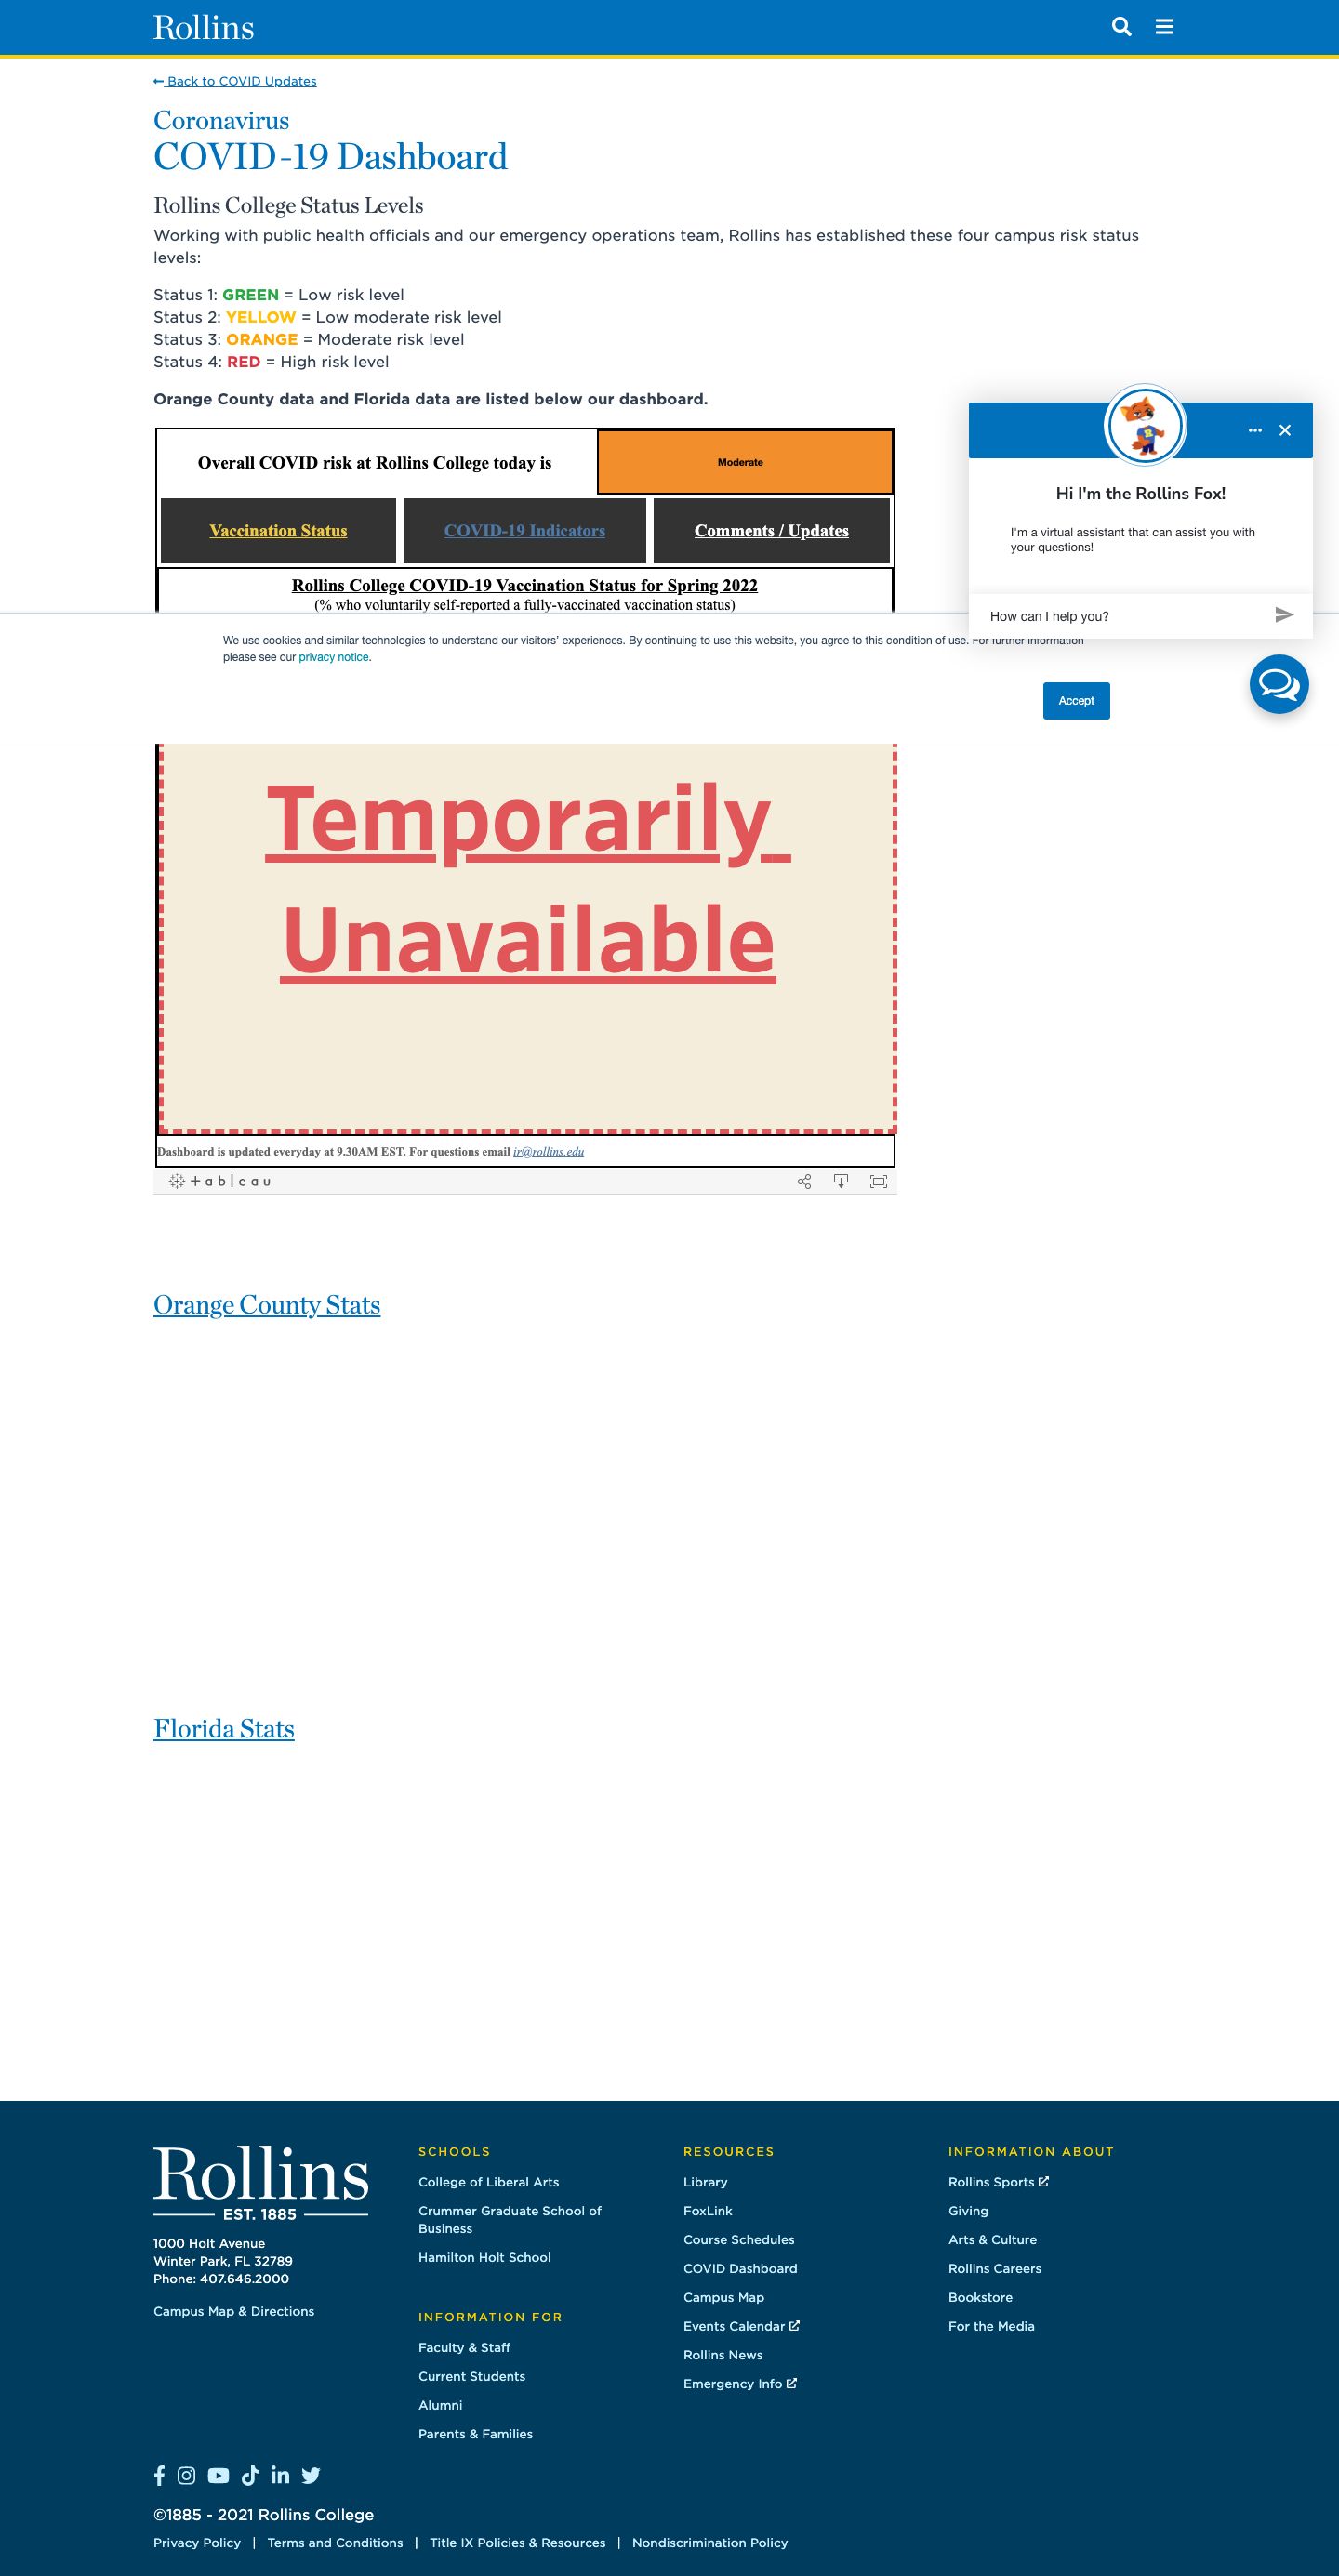 Rollins
Back to COVID Updates
Coronavirus
COVID-19 Dashboard
Rollins College Status Levels
Working with public health officials and our emergency operations team, Rollins has established these four campus risk status
levels:
Status 1: GREEN = Low risk level
Status 2: YELLOW = Low moderate risk level
Status 3: ORANGE = Moderate risk level
Status 4: RED = High risk level
Orange County data and Florida data are listed below our dashboard.
Overall COVID risk at Rollins College today is
Moderate
Vaccination Status
COVID-19 Indicators
Comments / Updates
Rollins College COVID-19 Vaccination Status for Spring 2022
(% who voluntarily self-reported a fully-vaccinated vaccination status)
Hi I'm the Rollins Fox!
I'm a virtual assistant that can assist you with
your questions!
How can I help you?
We use cookies and similar technologies to understand our visitors' experiences. By continuing to use this website, you agree to this condition of use. For further information
please see our privacy notice.
Accept
Temporarily
Unavailable
Dashboard is updated everyday at 9.30AM EST. For questions email ir@rollins.edu
+ableau
Orange County Stats
Florida Stats
Rollins
EST. 1885
1000 Holt Avenue
Winter Park, FL 32789
Phone: 407.646.2000
Campus Map & Directions
SCHOOLS
College of Liberal Arts
Crummer Graduate School of
Business
Hamilton Holt School
INFORMATION FOR
Faculty & Staff
Current Students
Alumni
Parents & Families
RESOURCES
Library
FoxLink
Course Schedules
COVID Dashboard
Campus Map
Events Calendar
Rollins News
Emergency Info
INFORMATION ABOUT
Rollins Sports
Giving
Arts & Culture
Rollins Careers
Bookstore
For the Media
©1885 - 2021 Rollins College
Privacy Policy | Terms and Conditions | Title IX Policies & Resources | Nondiscrimination Policy